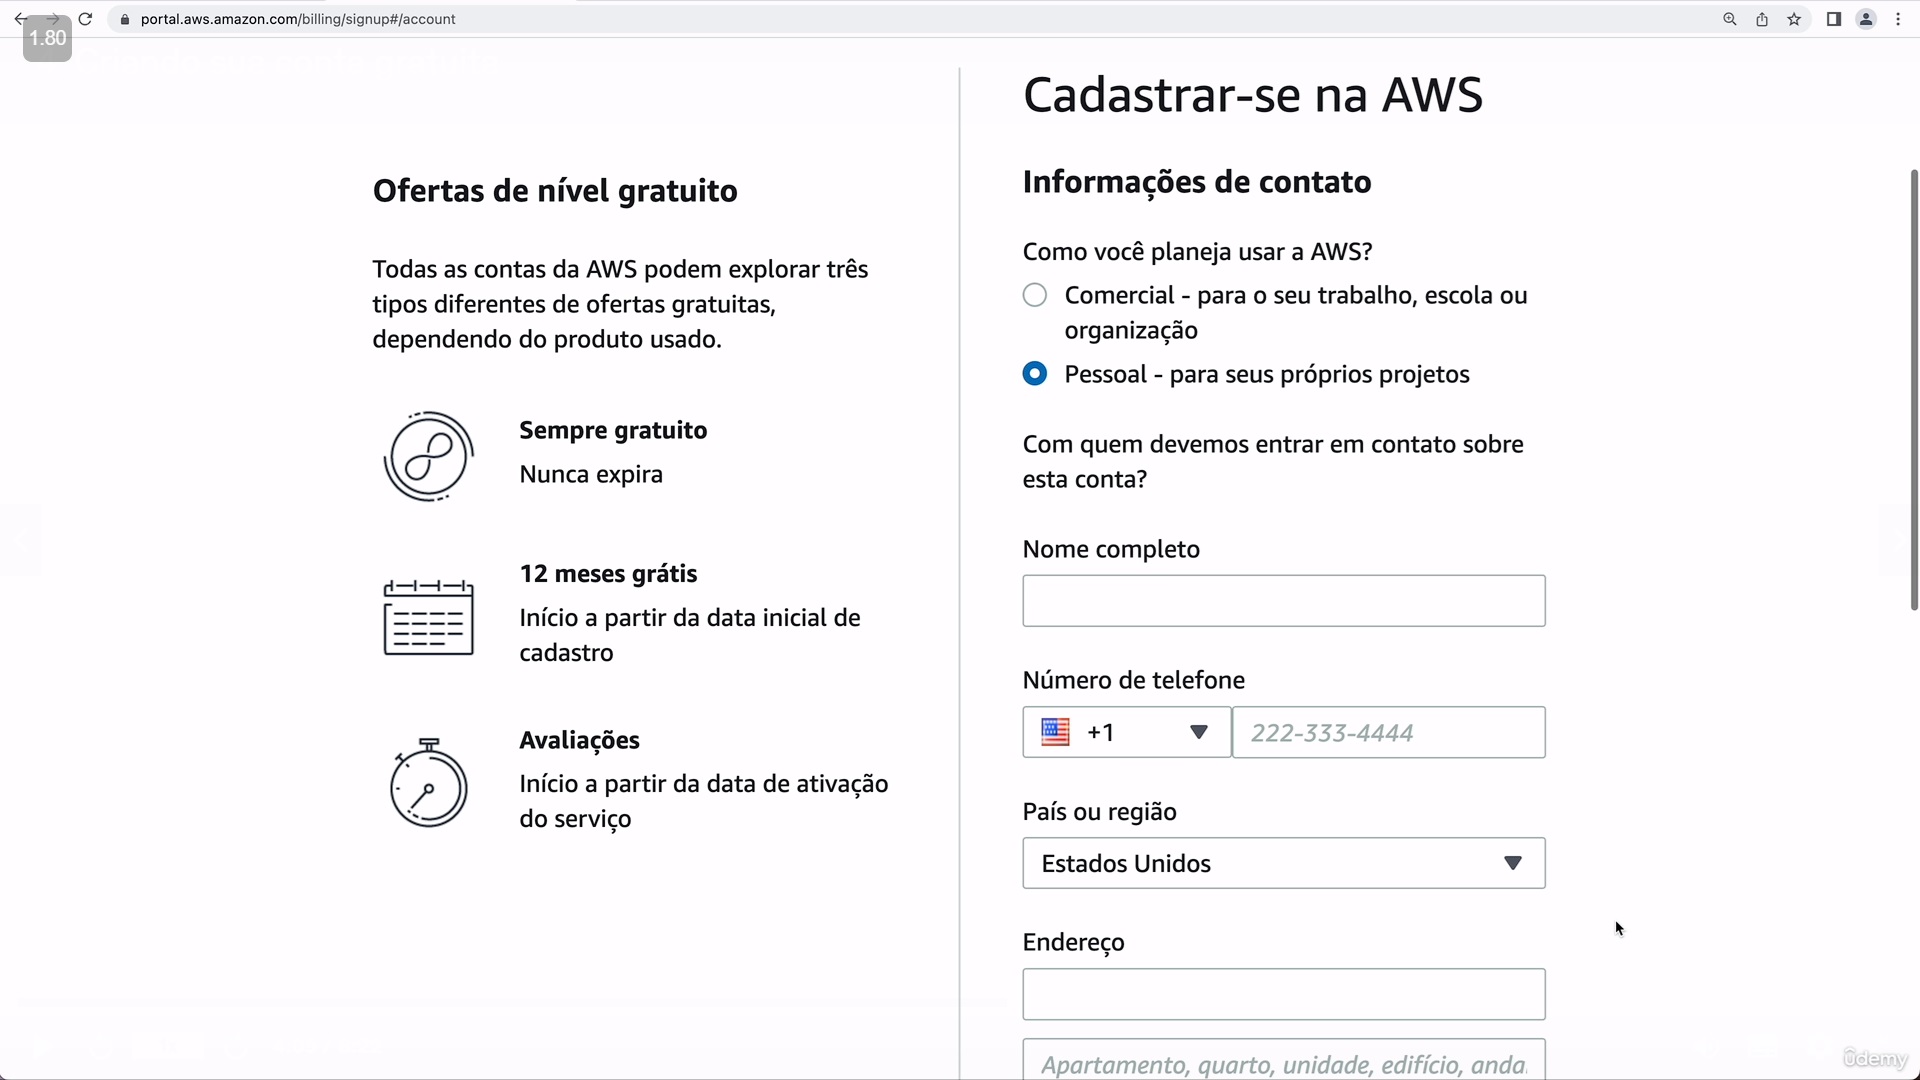 portal.aws.amazon.com/billing/signup#/account
1.80
Ofertas de nível gratuito
Todas as contas da AWS podem explorar três
tipos diferentes de ofertas gratuitas,
dependendo do produto usado.
Sempre gratuito
Nunca expira
12 meses grátis
Início a partir da data inicial de
cadastro
Avaliações
Início a partir da data de ativação
do serviço
Cadastrar-se na AWS
Informações de contato
Como você planeja usar a AWS?
Comercial - para o seu trabalho, escola ou
organização
Pessoal - para seus próprios projetos
Com quem devemos entrar em contato sobre
esta conta?
Nome completo
Número de telefone
+1
222-333-4444
País ou região
Estados Unidos
Endereço
Apartamento, quarto, unidade, edifício, anda
ûdemy